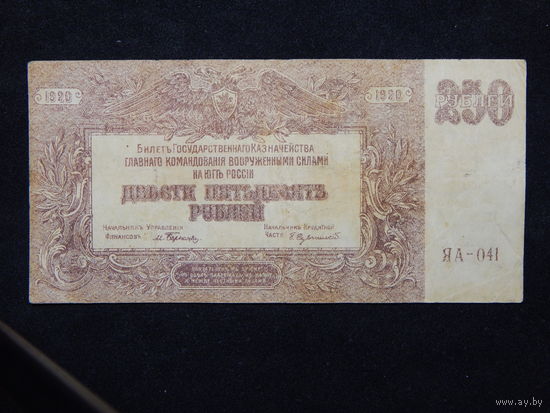 1920
1920
250
РУБЛЕЙ
БИЛЕТЪ ГОСУДАРСТВЕННАГО КАЗНАЧЕЙСТВА
ГЛАВНАГО КОМАНДОВАНІЯ ВООРУЖЕННЫМИ СИЛАМИ
НА ЮГѢ РОССІИ
ДВѢСТИ ПЯТЬДЕСЯТЪ
РУБЛЕЙ
НАЧАЛЬНИКЪ УПРАВЛЕНІЯ
ФИНАНСОВЪ
НАЧАЛЬНИКЪ КРЕДИТНОЙ
ЧАСТИ
ЯА-041
www.ay.by